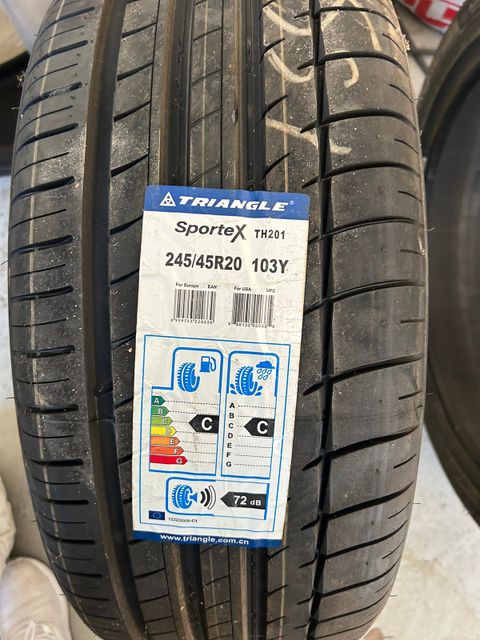 TRIANGLE
SporteX TH201
245/45R20 103Y
For Europe EAN For USA UPC
A
B
C
D
E
F
G
C
A
B
C
D
E
F
G
C
72 dB
1222/2009-C1
www.triangle.com.cn